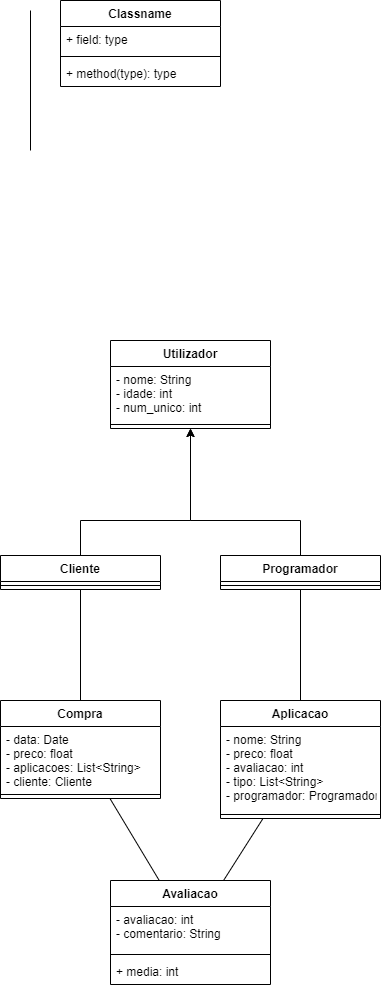 Classname
+ field: type
+ method(type): type
Utilizador
- nome: String
- idade: int
- num_unico: int
Cliente
Programador
Compra
- data: Date
- preco: float
- aplicacoes: List<String>
- cliente: Cliente
Aplicacao
- nome: String
- preco: float
- avaliacao: int
- tipo: List<String>
- programador: Programador
Avaliacao
- avaliacao: int
- comentario: String
+ media: int